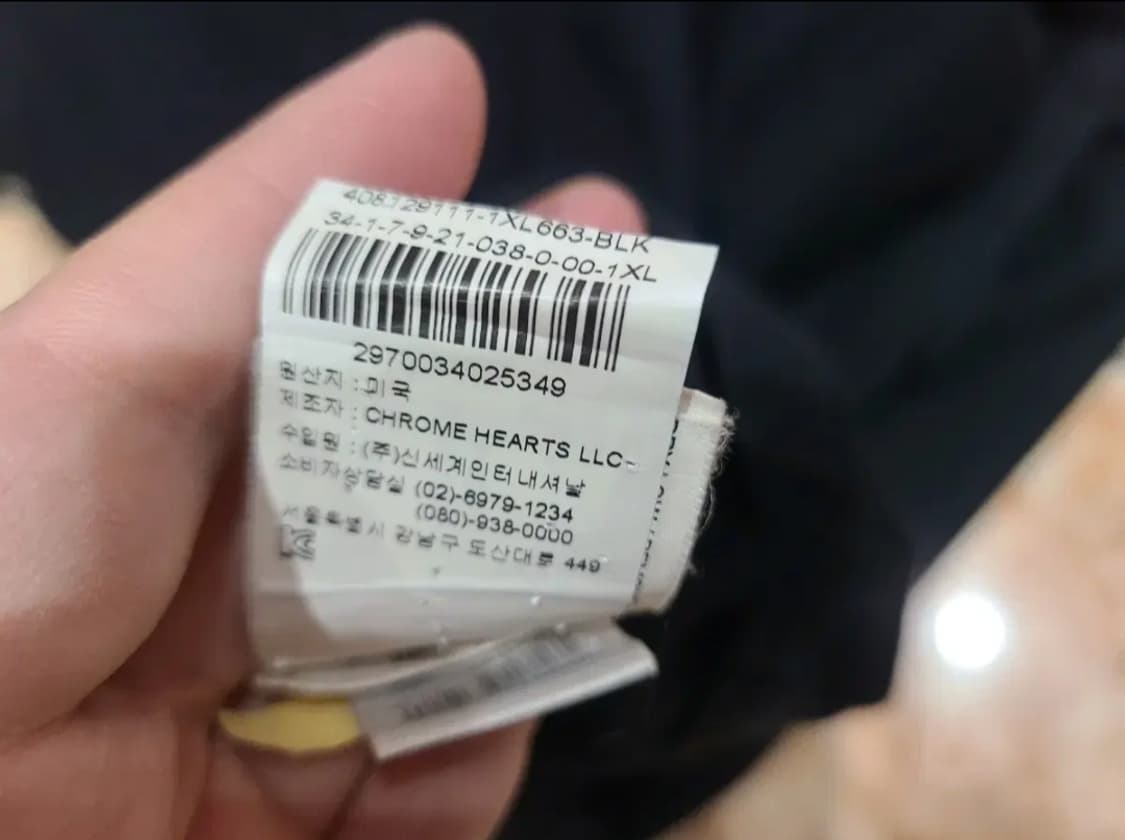 408129111-1XL663-BLK
34-1-7-9-21-038-0-00-1XL
2970034025349
원산지 : 미국
제조자 : CHROME HEARTS LLC
수입원 : (주)신세계인터내셔날
소비자상담실 (02)-6979-1234
(080)-938-0000
서울특별시 강남구 도산대로 449